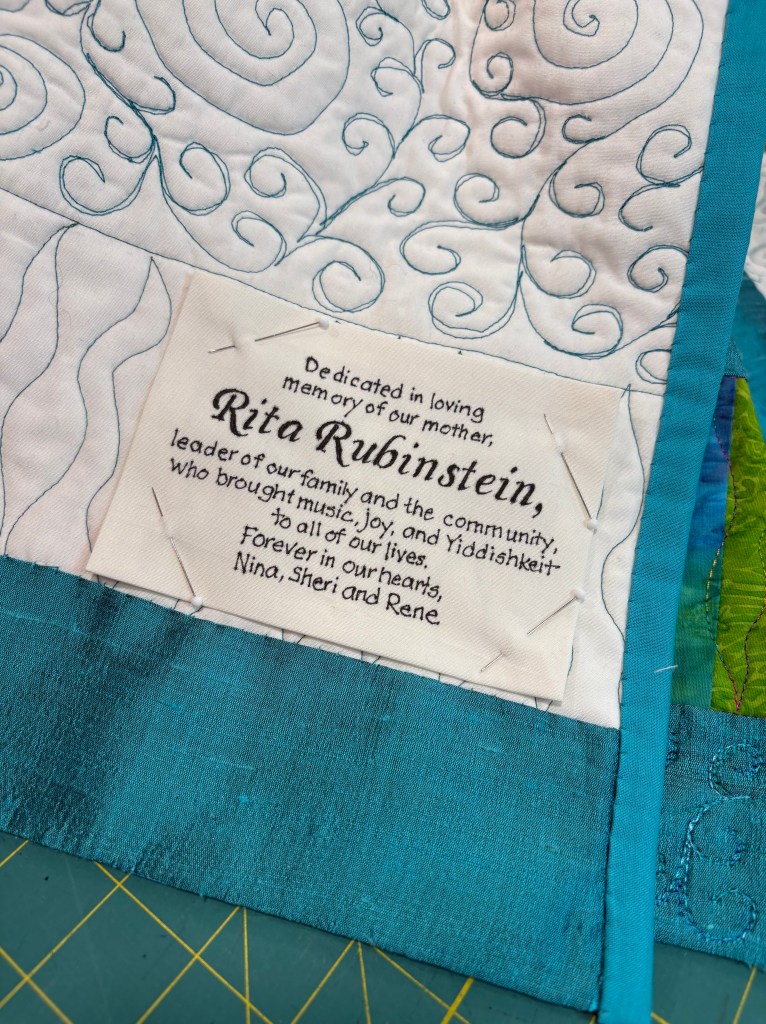 Dedicated in loving
memory of our mother,
Rita Rubinstein,
leader of our family and the community,
who brought music, joy, and Yiddishkeit
to all of our lives.
Forever in our hearts,
Nina, Sheri and Rene